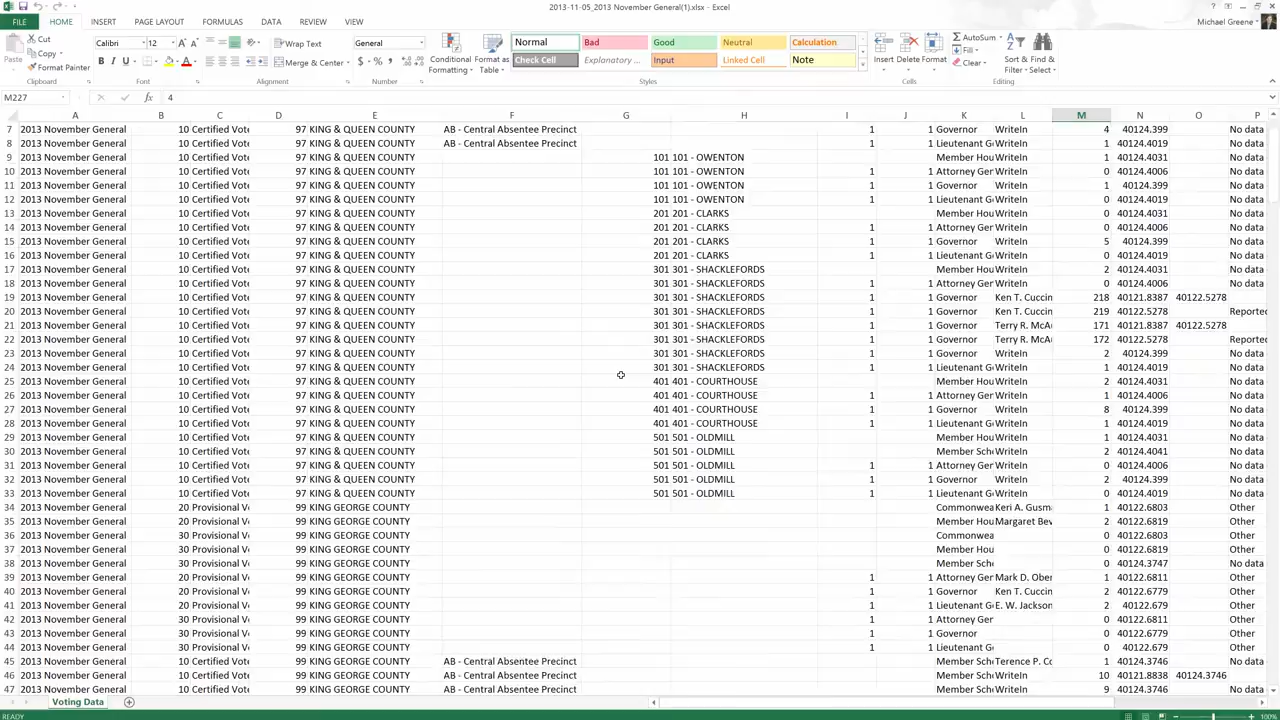 2013-11-05_2013 November General(1).xlsx - Excel
FILE HOME INSERT PAGE LAYOUT FORMULAS DATA REVIEW VIEW Michael Greene
Cut Calibri 12 Wrap Text General Normal Bad Good Neutral Calculation AutoSum
Copy Fill
Paste Format Painter B I U Merge & Center $ % Conditional Formatting Format as Table Check Cell Explanatory... Input Linked Cell Note Insert Delete Format Clear Sort & Filter Find & Select
Clipboard Font Alignment Number Styles Cells Editing
M227 fx 4
A B C D E F G H I J K L M N O P
7 2013 November General 10 Certified Vote 97 KING & QUEEN COUNTY AB - Central Absentee Precinct 1 1 Governor WriteIn 4 40124.399 No data
8 2013 November General 10 Certified Vote 97 KING & QUEEN COUNTY AB - Central Absentee Precinct 1 1 Lieutenant G WriteIn 1 40124.4019 No data
9 2013 November General 10 Certified Vote 97 KING & QUEEN COUNTY 101 101 - OWENTON Member Hou WriteIn 1 40124.4031 No data
10 2013 November General 10 Certified Vote 97 KING & QUEEN COUNTY 101 101 - OWENTON 1 1 Attorney Ger WriteIn 0 40124.4006 No data
11 2013 November General 10 Certified Vote 97 KING & QUEEN COUNTY 101 101 - OWENTON 1 1 Governor WriteIn 1 40124.399 No data
12 2013 November General 10 Certified Vote 97 KING & QUEEN COUNTY 101 101 - OWENTON 1 1 Lieutenant G WriteIn 0 40124.4019 No data
13 2013 November General 10 Certified Vote 97 KING & QUEEN COUNTY 201 201 - CLARKS Member Hou WriteIn 0 40124.4031 No data
14 2013 November General 10 Certified Vote 97 KING & QUEEN COUNTY 201 201 - CLARKS 1 1 Attorney Ger WriteIn 0 40124.4006 No data
15 2013 November General 10 Certified Vote 97 KING & QUEEN COUNTY 201 201 - CLARKS 1 1 Governor WriteIn 5 40124.399 No data
16 2013 November General 10 Certified Vote 97 KING & QUEEN COUNTY 201 201 - CLARKS 1 1 Lieutenant G WriteIn 0 40124.4019 No data
17 2013 November General 10 Certified Vote 97 KING & QUEEN COUNTY 301 301 - SHACKLEFORDS Member Hou WriteIn 2 40124.4031 No data
18 2013 November General 10 Certified Vote 97 KING & QUEEN COUNTY 301 301 - SHACKLEFORDS 1 1 Attorney Ger WriteIn 0 40124.4006 No data
19 2013 November General 10 Certified Vote 97 KING & QUEEN COUNTY 301 301 - SHACKLEFORDS 1 1 Governor Ken T. Cuccin 218 40121.8387 40122.5278
20 2013 November General 10 Certified Vote 97 KING & QUEEN COUNTY 301 301 - SHACKLEFORDS 1 1 Governor Ken T. Cuccin 219 40122.5278 Reported
21 2013 November General 10 Certified Vote 97 KING & QUEEN COUNTY 301 301 - SHACKLEFORDS 1 1 Governor Terry R. McA 171 40121.8387 40122.5278
22 2013 November General 10 Certified Vote 97 KING & QUEEN COUNTY 301 301 - SHACKLEFORDS 1 1 Governor Terry R. McA 172 40122.5278 Reported
23 2013 November General 10 Certified Vote 97 KING & QUEEN COUNTY 301 301 - SHACKLEFORDS 1 1 Governor WriteIn 2 40124.399 No data
24 2013 November General 10 Certified Vote 97 KING & QUEEN COUNTY 301 301 - SHACKLEFORDS 1 1 Lieutenant G WriteIn 1 40124.4019 No data
25 2013 November General 10 Certified Vote 97 KING & QUEEN COUNTY 401 401 - COURTHOUSE Member Hou WriteIn 2 40124.4031 No data
26 2013 November General 10 Certified Vote 97 KING & QUEEN COUNTY 401 401 - COURTHOUSE 1 1 Attorney Ger WriteIn 1 40124.4006 No data
27 2013 November General 10 Certified Vote 97 KING & QUEEN COUNTY 401 401 - COURTHOUSE 1 1 Governor WriteIn 8 40124.399 No data
28 2013 November General 10 Certified Vote 97 KING & QUEEN COUNTY 401 401 - COURTHOUSE 1 1 Lieutenant G WriteIn 1 40124.4019 No data
29 2013 November General 10 Certified Vote 97 KING & QUEEN COUNTY 501 501 - OLDMILL Member Hou WriteIn 1 40124.4031 No data
30 2013 November General 10 Certified Vote 97 KING & QUEEN COUNTY 501 501 - OLDMILL Member Sch WriteIn 2 40124.4041 No data
31 2013 November General 10 Certified Vote 97 KING & QUEEN COUNTY 501 501 - OLDMILL 1 1 Attorney Ger WriteIn 0 40124.4006 No data
32 2013 November General 10 Certified Vote 97 KING & QUEEN COUNTY 501 501 - OLDMILL 1 1 Governor WriteIn 2 40124.399 No data
33 2013 November General 10 Certified Vote 97 KING & QUEEN COUNTY 501 501 - OLDMILL 1 1 Lieutenant G WriteIn 0 40124.4019 No data
34 2013 November General 20 Provisional V 99 KING GEORGE COUNTY Commonwea Keri A. Gusm 1 40122.6803 Other
35 2013 November General 20 Provisional V 99 KING GEORGE COUNTY Member Hou Margaret Bev 2 40122.6819 Other
36 2013 November General 30 Provisional V 99 KING GEORGE COUNTY Commonwea 0 40122.6803 Other
37 2013 November General 30 Provisional V 99 KING GEORGE COUNTY Member Hou 0 40122.6819 Other
38 2013 November General 30 Provisional V 99 KING GEORGE COUNTY Member Sch 0 40124.3747 No data
39 2013 November General 20 Provisional V 99 KING GEORGE COUNTY 1 1 Attorney Ger Mark D. Ober 1 40122.6811 Other
40 2013 November General 20 Provisional V 99 KING GEORGE COUNTY 1 1 Governor Ken T. Cuccin 2 40122.6779 Other
41 2013 November General 20 Provisional V 99 KING GEORGE COUNTY 1 1 Lieutenant G E. W. Jackson 2 40122.679 Other
42 2013 November General 30 Provisional V 99 KING GEORGE COUNTY 1 1 Attorney Ger 0 40122.6811 Other
43 2013 November General 30 Provisional V 99 KING GEORGE COUNTY 1 1 Governor 0 40122.6779 Other
44 2013 November General 30 Provisional V 99 KING GEORGE COUNTY 1 1 Lieutenant G 0 40122.679 Other
45 2013 November General 10 Certified Vote 99 KING GEORGE COUNTY AB - Central Absentee Precinct Member Sch Terence P. Co 1 40124.3746 No data
46 2013 November General 10 Certified Vote 99 KING GEORGE COUNTY AB - Central Absentee Precinct Member Sch WriteIn 10 40121.8838 40124.3746
47 2013 November General 10 Certified Vote 99 KING GEORGE COUNTY AB - Central Absentee Precinct Member Sch WriteIn 9 40124.3746 No data
Voting Data
READY 100%